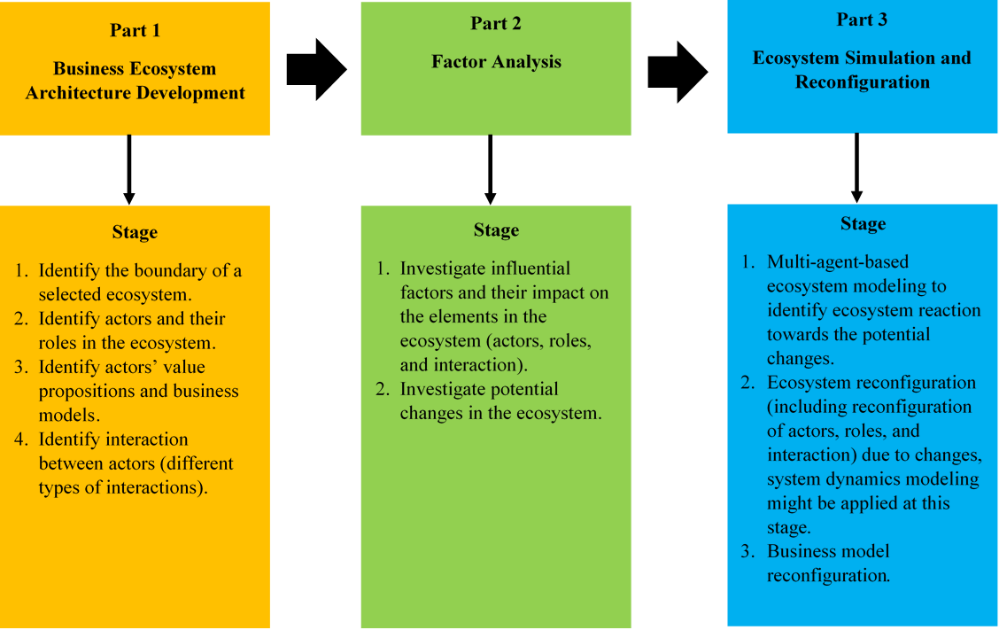 Part 1
Business Ecosystem
Architecture Development
Part 2
Factor Analysis
Part 3
Ecosystem Simulation and
Reconfiguration
Stage
1. Identify the boundary of a
selected ecosystem.
2. Identify actors and their
roles in the ecosystem.
3. Identify actors’ value
propositions and business
models.
4. Identify interaction
between actors (different
types of interactions).
Stage
1. Investigate influential
factors and their impact on
the elements in the
ecosystem (actors, roles,
and interaction).
2. Investigate potential
changes in the ecosystem.
Stage
1. Multi-agent-based
ecosystem modeling to
identify ecosystem reaction
towards the potential
changes.
2. Ecosystem reconfiguration
(including reconfiguration
of actors, roles, and
interaction) due to changes,
system dynamics modeling
might be applied at this
stage.
3. Business model
reconfiguration.